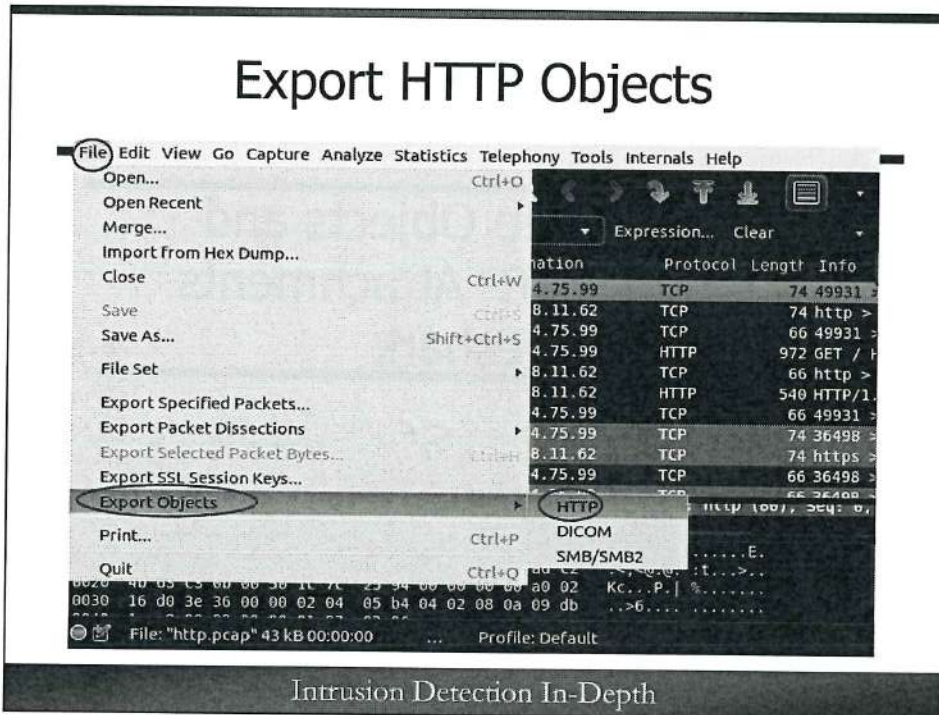 Export HTTP Objects
File Edit View Go Capture Analyze Statistics Telephony Tools Internals Help
Open... Ctrl+O
Open Recent
Merge...
Import from Hex Dump...
Close Ctrl+W
Save Ctrl+S
Save As... Shift+Ctrl+S
File Set
Export Specified Packets...
Export Packet Dissections
Export Selected Packet Bytes... Ctrl+H
Export SSL Session Keys...
Export Objects
Print... Ctrl+P
Quit Ctrl+Q
HTTP
DICOM
SMB/SMB2
Expression... Clear
nation Protocol Length Info
4.75.99 TCP 74 49931 >
8.11.62 TCP 74 http >
4.75.99 TCP 66 49931 >
4.75.99 HTTP 972 GET / H
8.11.62 TCP 66 http >
8.11.62 HTTP 540 HTTP/1.
4.75.99 TCP 66 49931 >
4.75.99 TCP 74 36498 >
8.11.62 TCP 74 https >
4.75.99 TCP 66 36498 >
http (80), Seq: 0,
......E.
0030 16 d0 3e 36 00 00 02 04 05 b4 04 02 08 0a 09 db ..>6.... ........
File: "http.pcap" 43 kB 00:00:00 ... Profile: Default
Intrusion Detection In-Depth